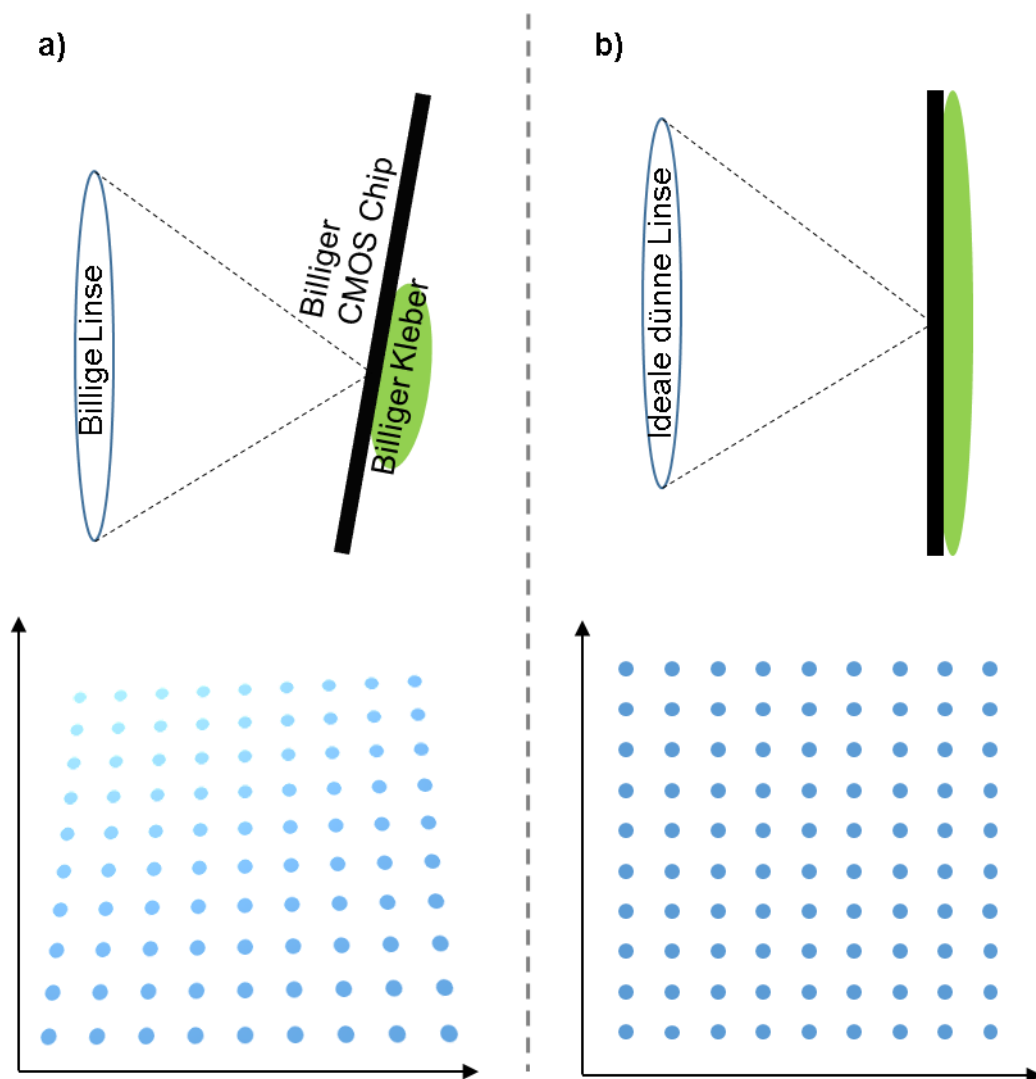 a)
Billige Linse
Billiger
CMOS Chip
Billiger Kleber
b)
Ideale dünne Linse